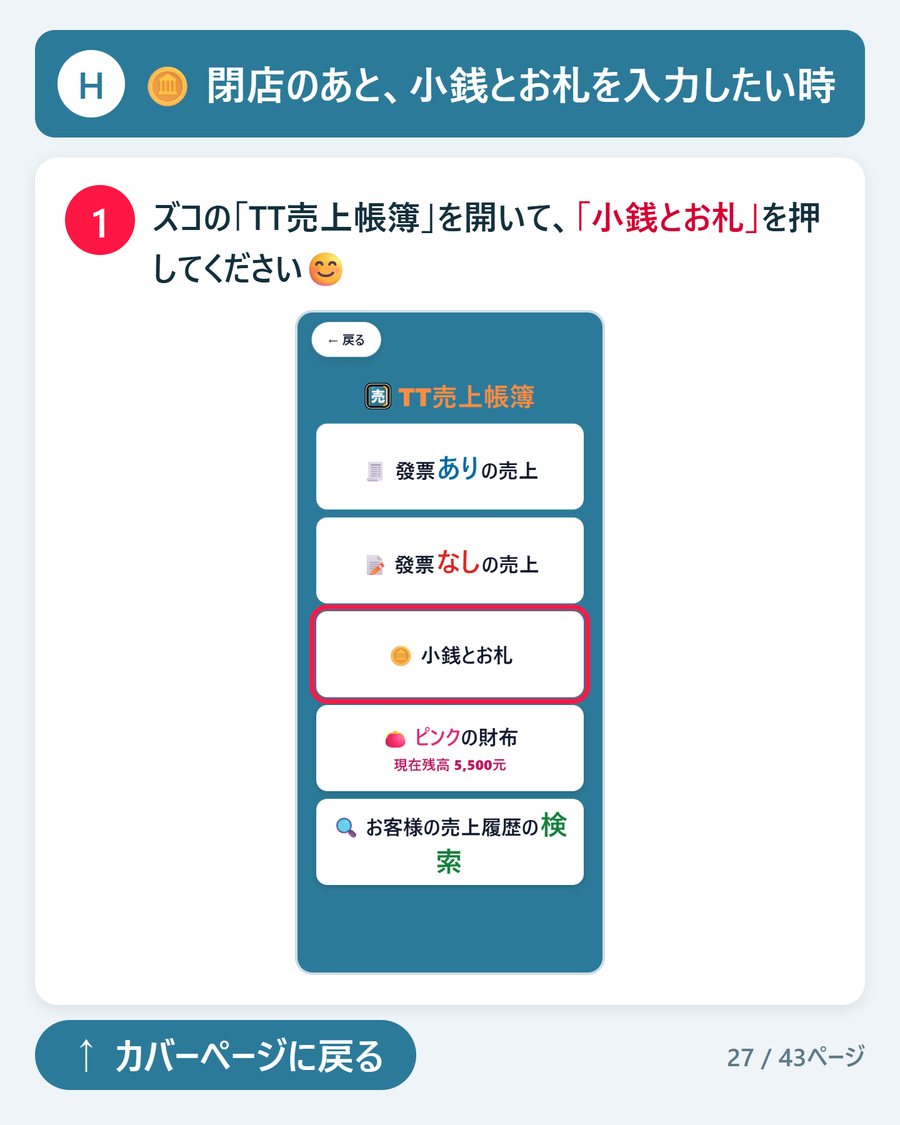 H 閉店のあと、小銭とお札を入力したい時
1 ズコの「TT売上帳簿」を開いて、「小銭とお札」を押
してください
← 戻る
売 TT売上帳簿
發票ありの売上
發票なしの売上
小銭とお札
ピンクの財布
現在残高 5,500元
お客様の売上履歴の検
索
↑ カバーページに戻る
27 / 43ページ